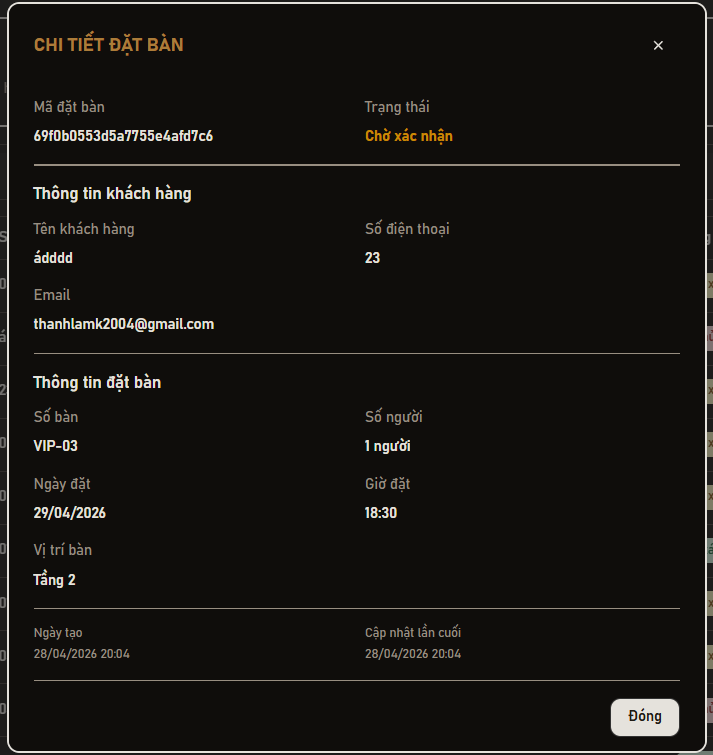 CHI TIẾT ĐẶT BÀN
×
Mã đặt bàn
Trạng thái
69f0b0553d5a7755e4afd7c6
Chờ xác nhận
Thông tin khách hàng
Tên khách hàng
Số điện thoại
ádddd
23
Email
thanhlamk2004@gmail.com
Thông tin đặt bàn
Số bàn
Số người
VIP-03
1 người
Ngày đặt
Giờ đặt
29/04/2026
18:30
Vị trí bàn
Tầng 2
Ngày tạo
Cập nhật lần cuối
28/04/2026 20:04
28/04/2026 20:04
Đóng